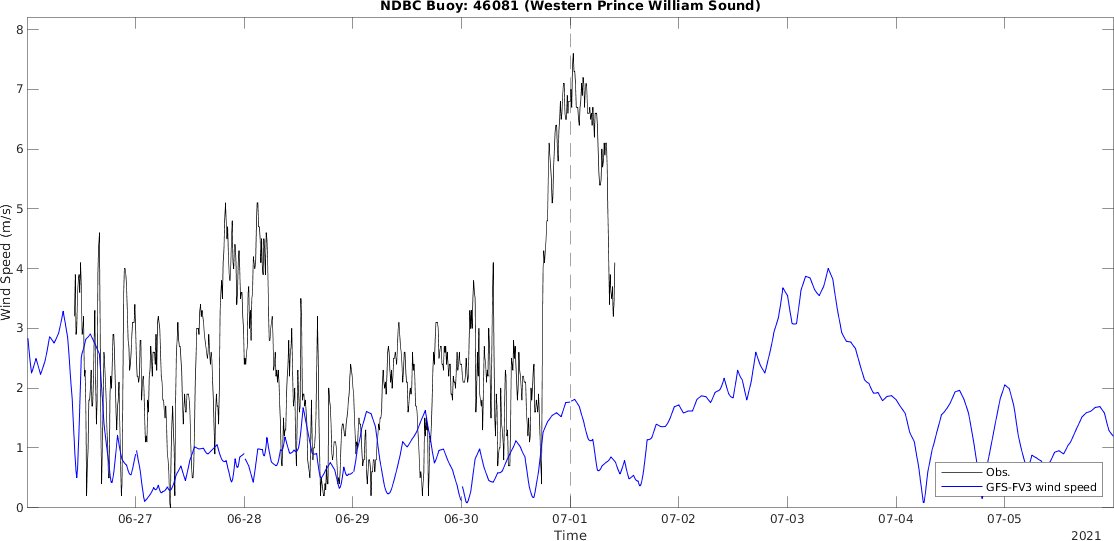 NDBC Buoy: 46081 (Western Prince William Sound)
8
7
6
5
4
3
2
1
0
Wind Speed (m/s)
Obs.
GFS-FV3 wind speed
06-27 06-28 06-29 06-30 07-01 07-02 07-03 07-04 07-05
Time
2021